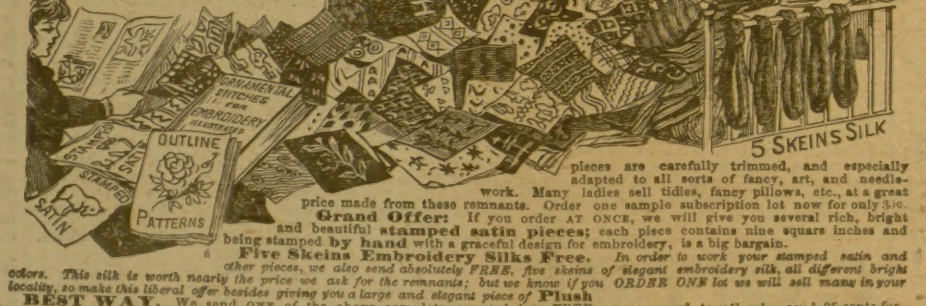 ORNAMENTAL
STITCHES
FOR
EMBROIDERY
ILLUSTRATED
OUTLINE
PATTERNS
STAMPED
SATIN
STAMPED
SATIN
5 SKEINS SILK
pieces are carefully trimmed, and especially
adapted to all sorts of fancy, art, and needle-
work. Many ladies sell tidies, fancy pillows, etc., at a great
price made from these remnants. Order one sample subscription lot now for only
Grand Offer: If you order AT ONCE, we will give you several rich, bright
and beautiful stamped satin pieces; each piece contains nine square inches and
being stamped by hand with a graceful design for embroidery, is a big bargain.
Five Skeins Embroidery Silks Free. In order to work your stamped satin and
other pieces, we also send absolutely FREE, five skeins of elegant embroidery silk, all different bright
colors. This silk is worth nearly the price we ask for the remnants; but we know if you ORDER ONE lot we will sell many in your
locality, so make this liberal offer besides giving you a large and elegant piece of Plush
BEST WAY. We send ONE